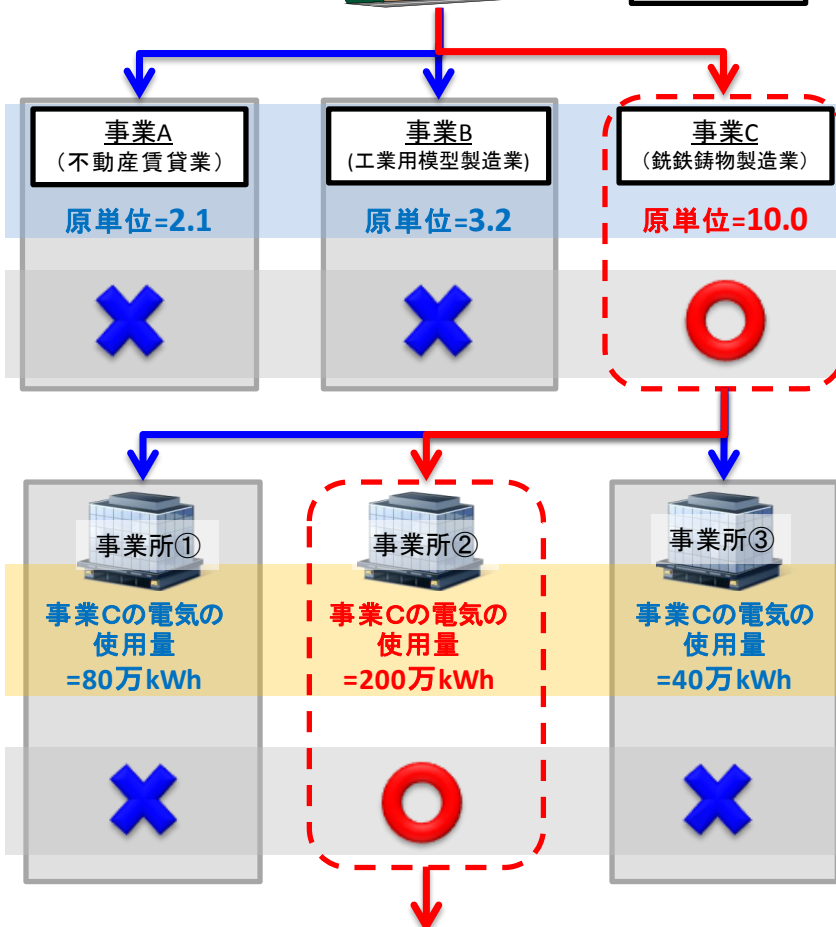 事業A
（不動産賃貸業）
事業B
(工業用模型製造業)
事業C
（銑鉄鋳物製造業）
原単位=2.1
原単位=3.2
原単位=10.0
事業所①
事業所②
事業所③
事業Cの電気の
使用量
=80万kWh
事業Cの電気の
使用量
=200万kWh
事業Cの電気の
使用量
=40万kWh